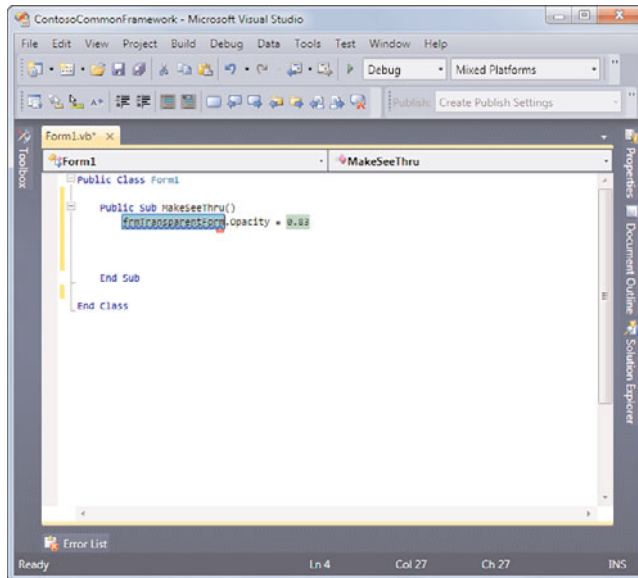 ContosoCommonFramework - Microsoft Visual Studio
File Edit View Project Build Debug Data Tools Test Window Help
Debug Mixed Platforms
Publish: Create Publish Settings
Form1.vb* ×
Toolbox
Form1 MakeSeeThru
Public Class Form1
Public Sub MakeSeeThru()
frmTransparentForm.Opacity = 0.83
End Sub
End Class
Properties
Document Outline
Solution Explorer
Error List
Ready Ln 4 Col 27 Ch 27 INS